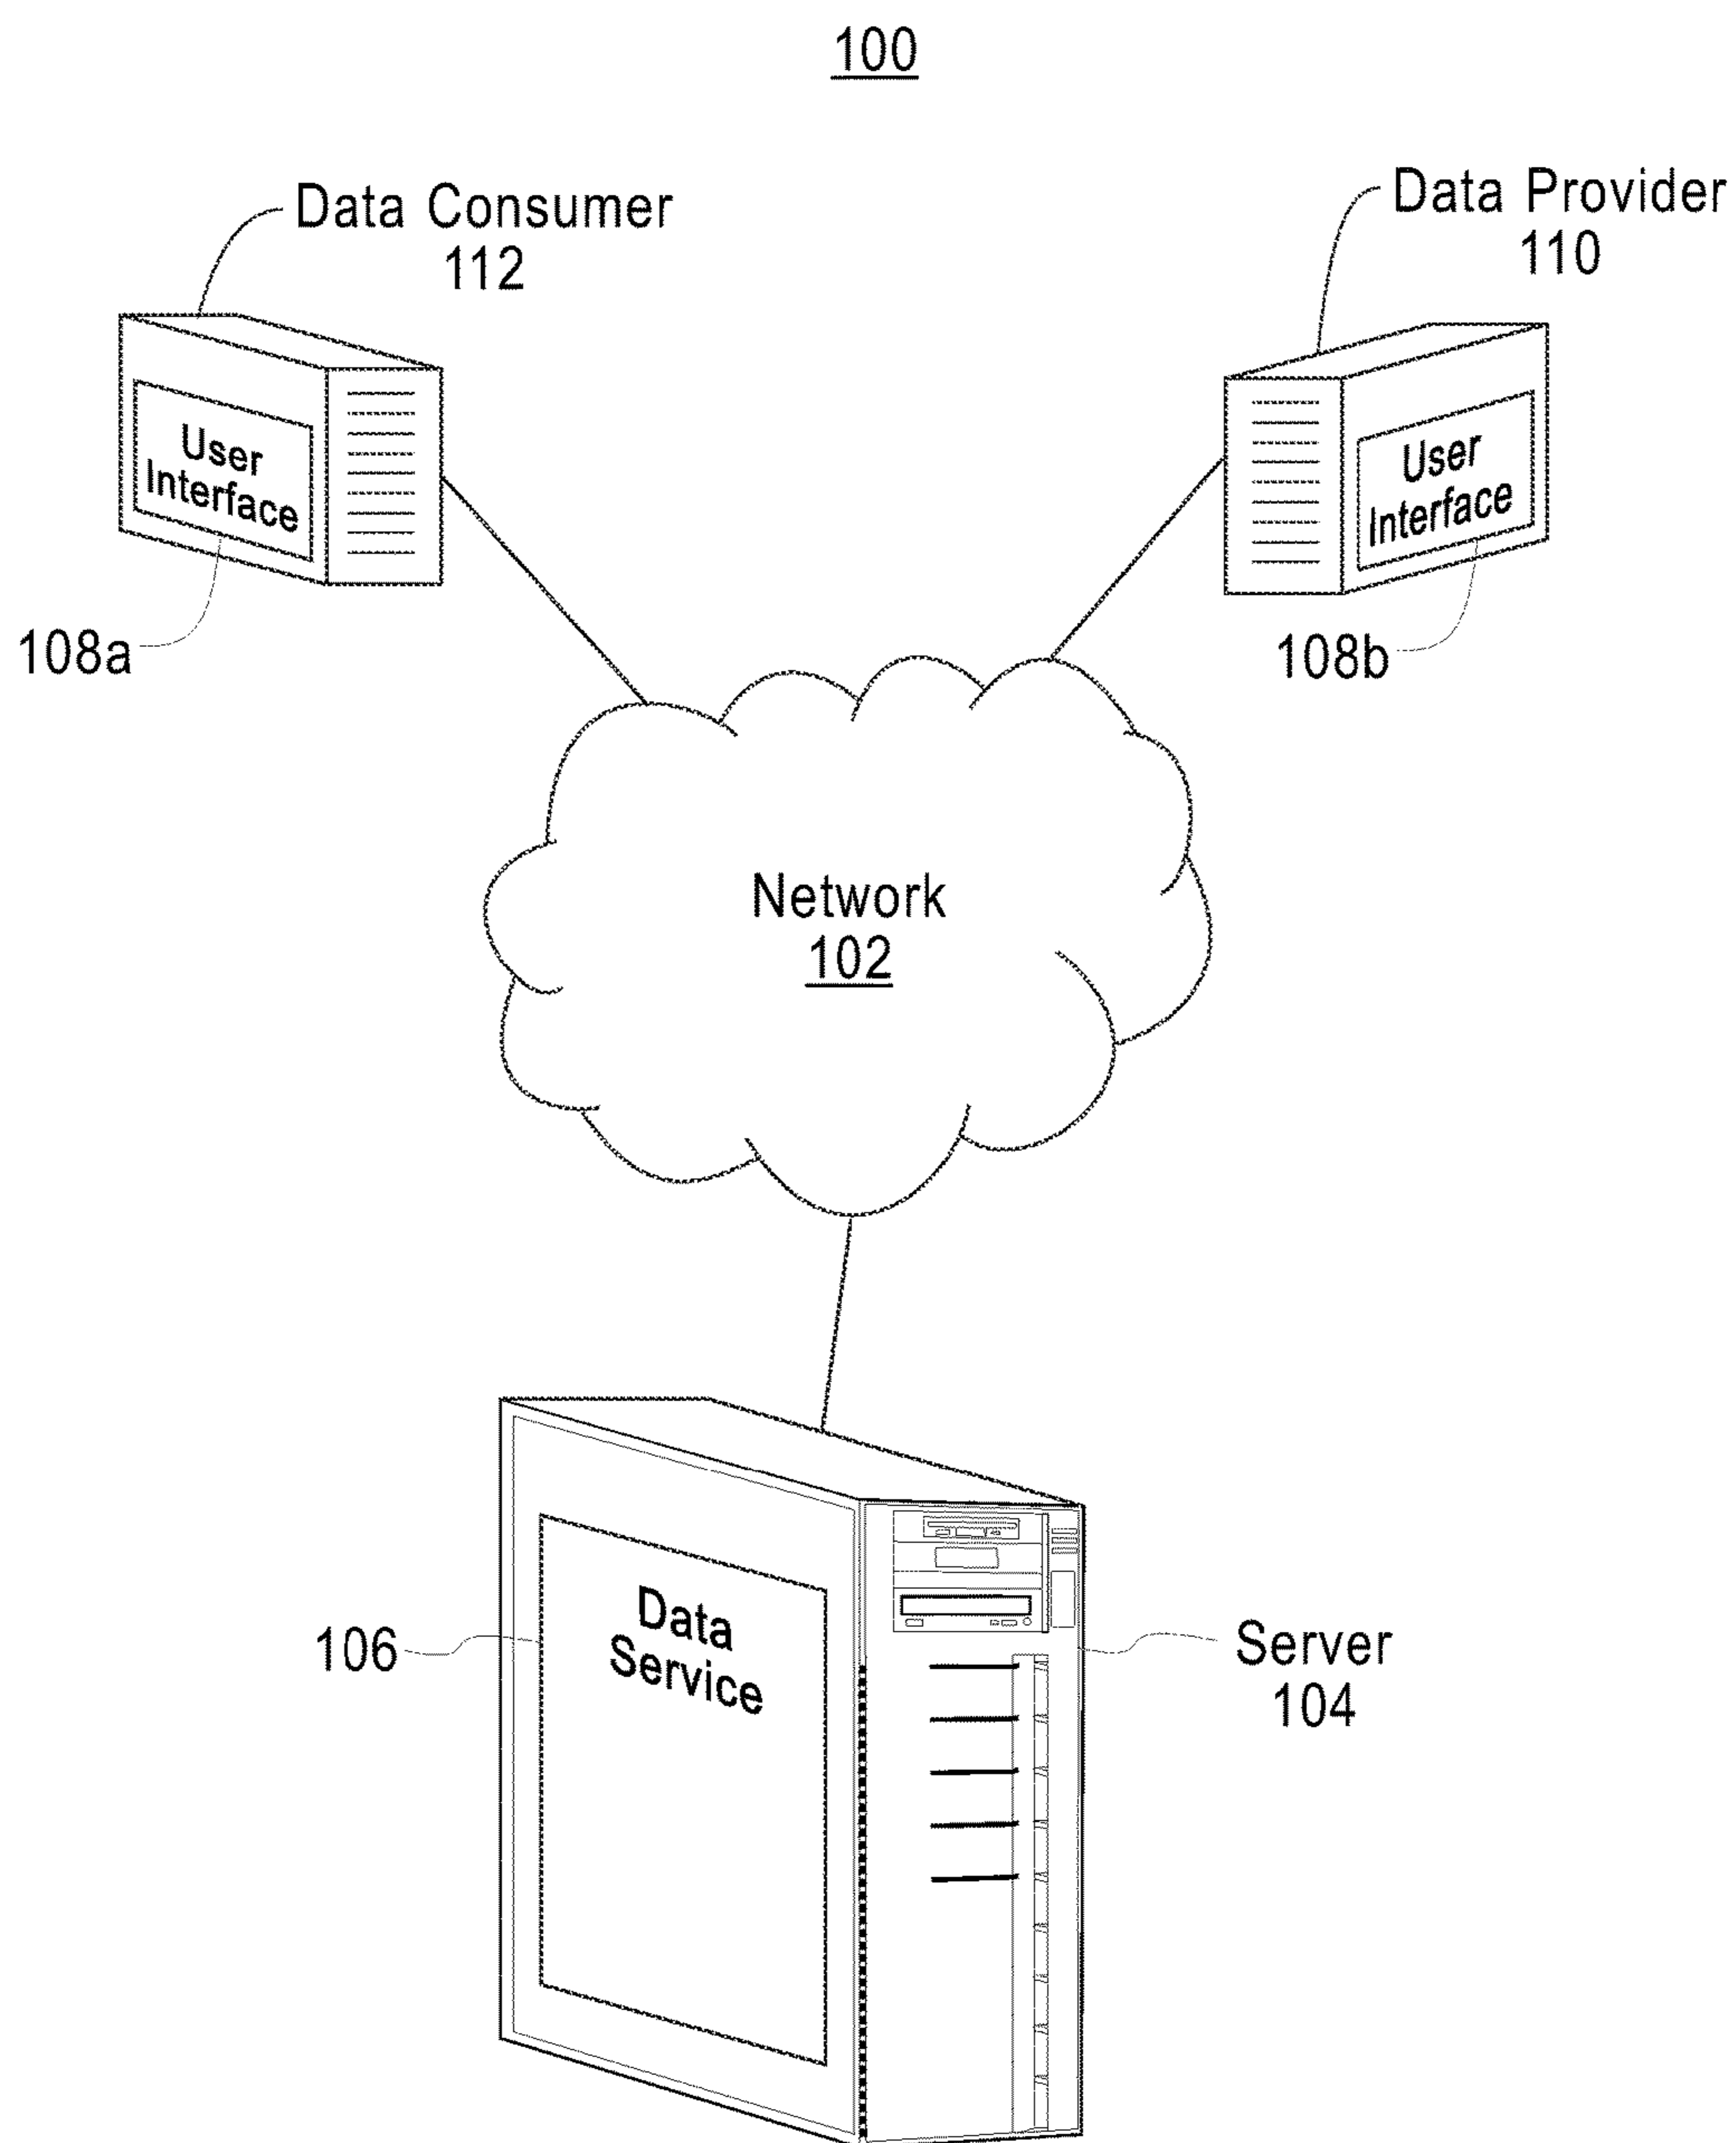 100
Data Consumer
112
Data Provider
110
User
Interface
User
Interface
108a
108b
Network
102
Data
Service
106
Server
104